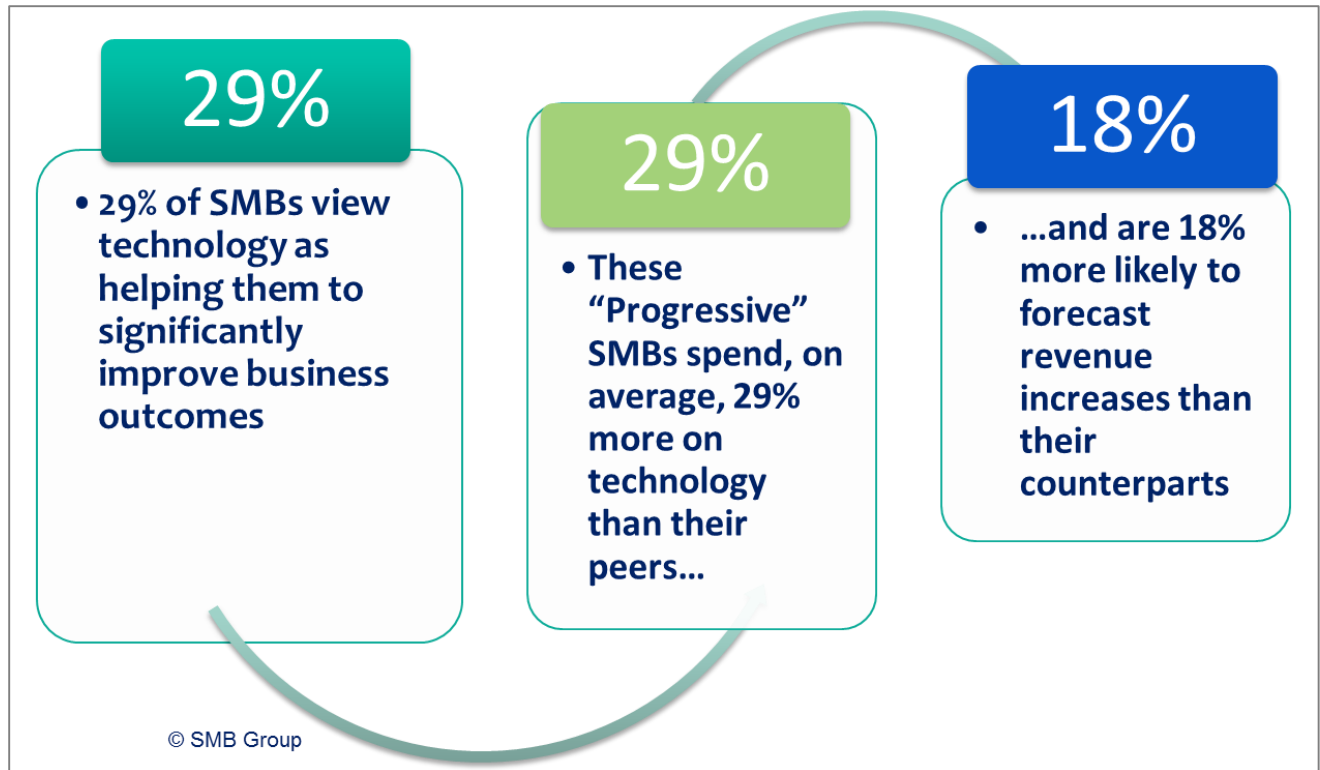 29%
• 29% of SMBs view
technology as
helping them to
significantly
improve business
outcomes
29%
• These
“Progressive”
SMBs spend, on
average, 29%
more on
technology
than their
peers...
18%
• ...and are 18%
more likely to
forecast
revenue
increases than
their
counterparts
© SMB Group